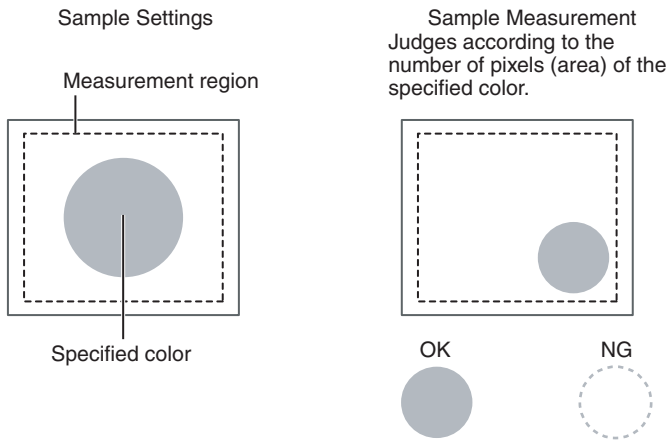 Sample Settings
Measurement region
Specified color
Sample Measurement
Judges according to the
number of pixels (area) of the
specified color.
OK
NG